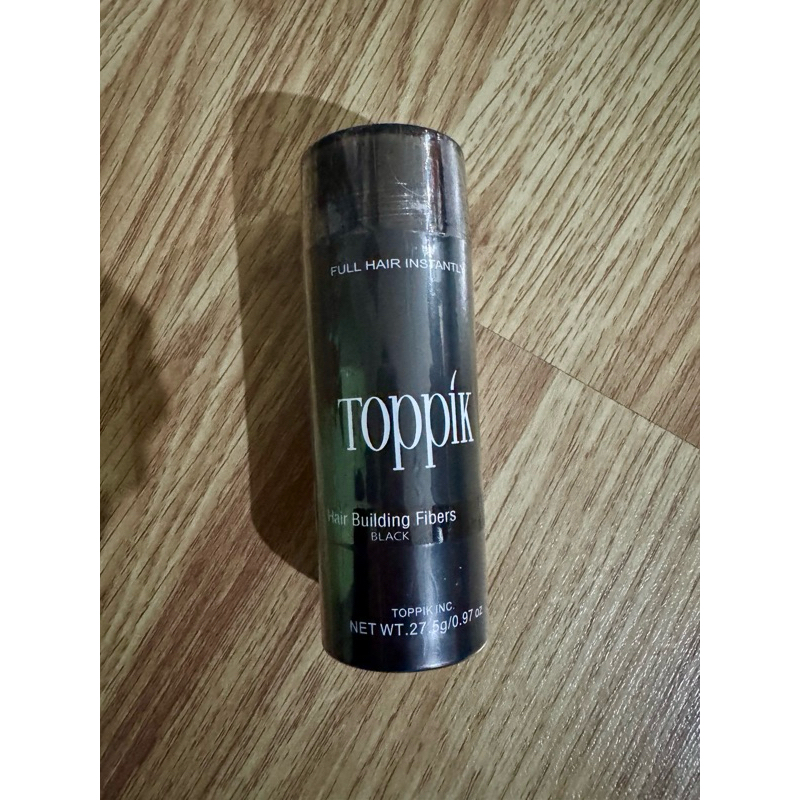 FULL HAIR INSTANTLY
Toppik
Hair Building Fibers
BLACK
TOPPIK INC.
NET WT.27.5g/0.97 oz